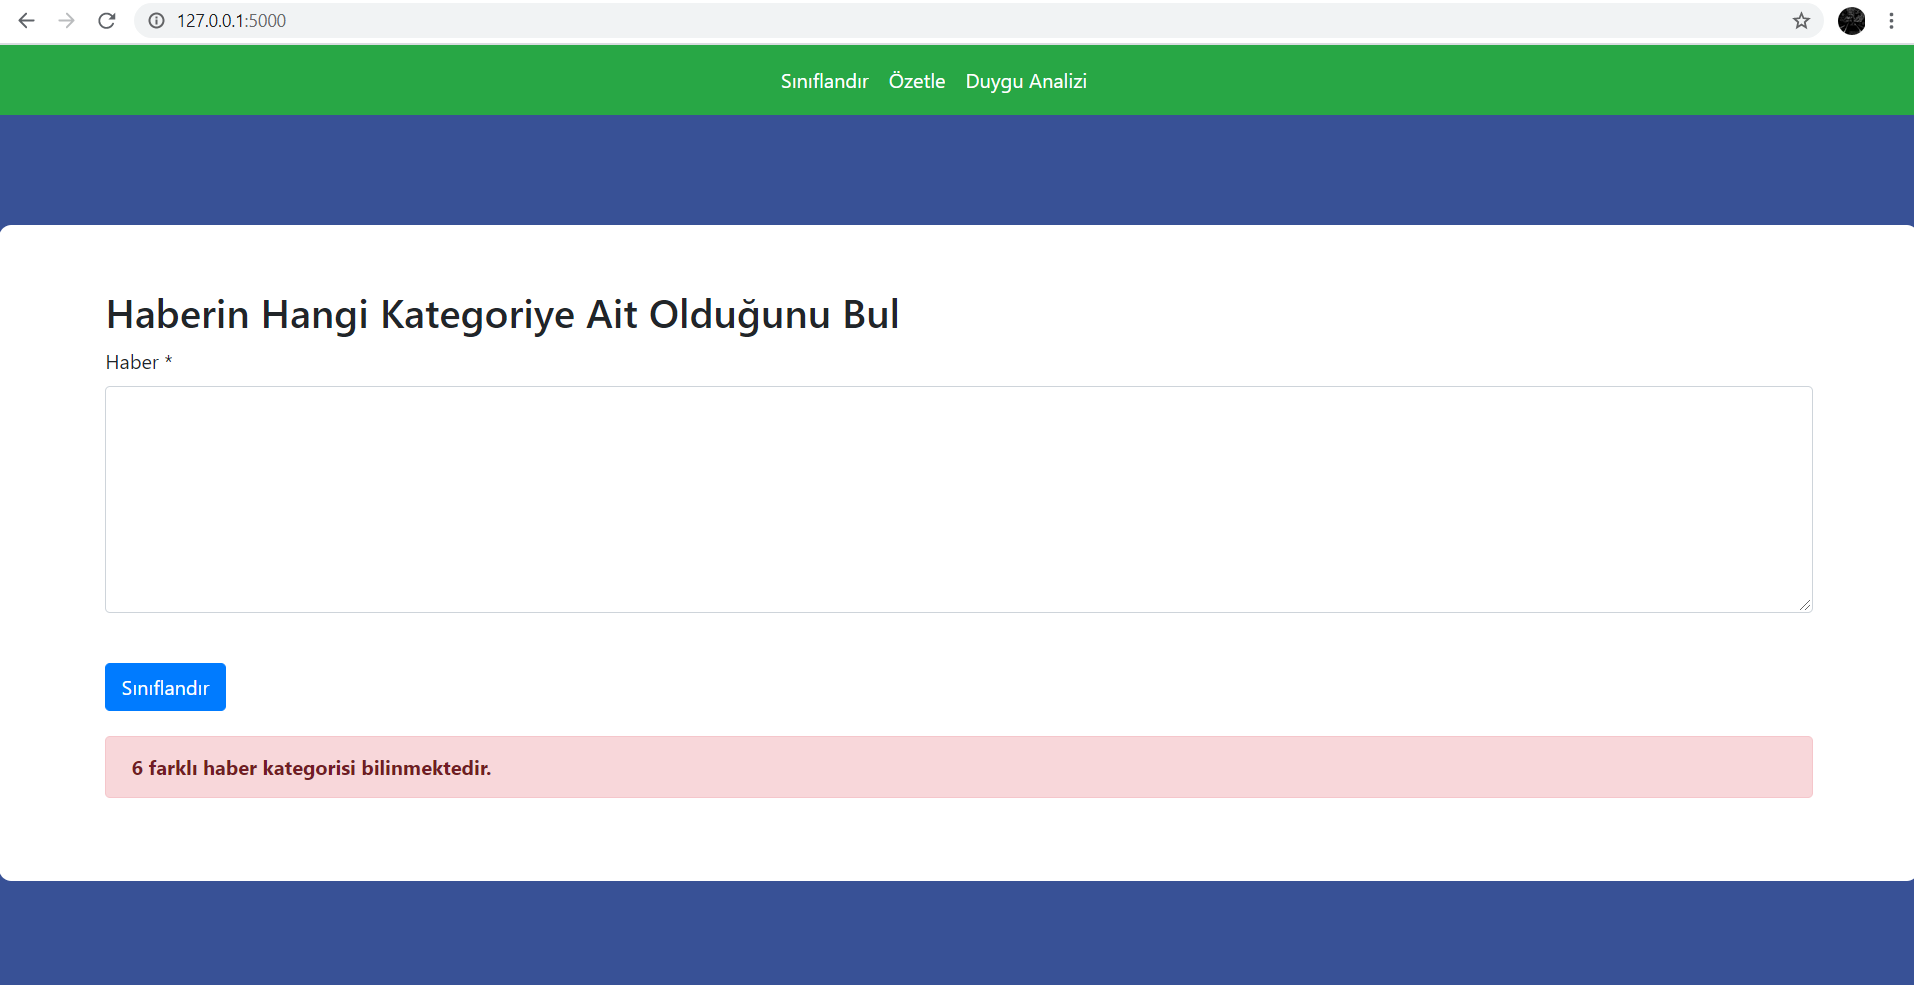 127.0.0.1:5000
Sınıflandır Özetle Duygu Analizi
Haberin Hangi Kategoriye Ait Olduğunu Bul
Haber *
Sınıflandır
6 farklı haber kategorisi bilinmektedir.